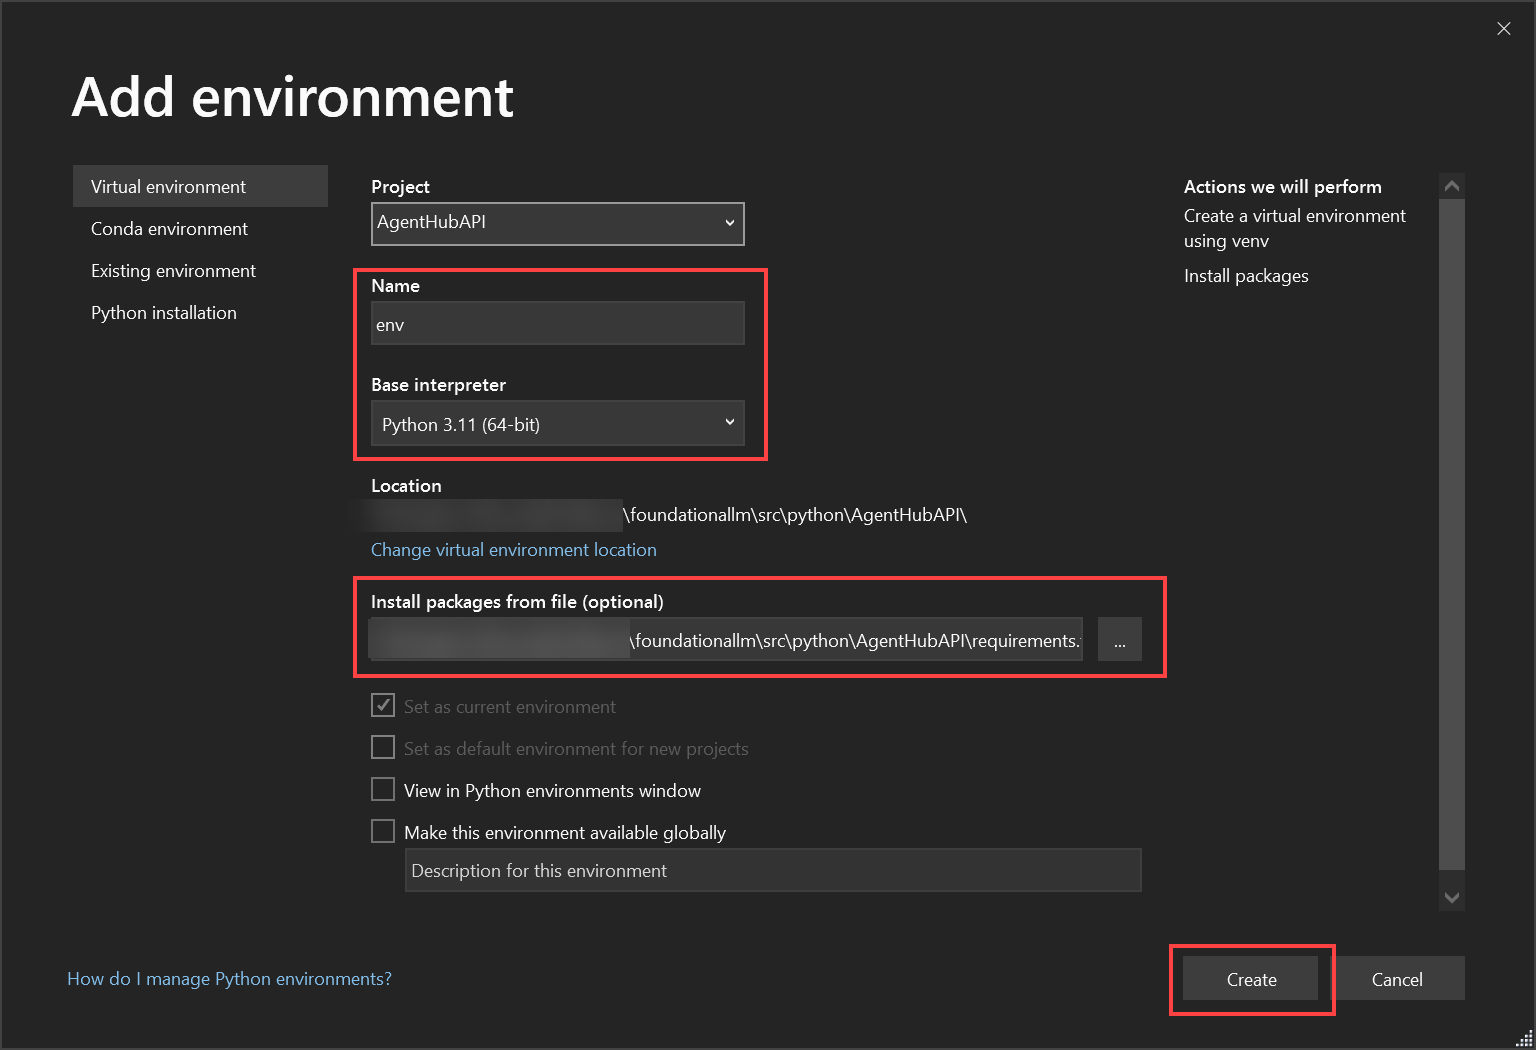 Add environment
Virtual environment
Conda environment
Existing environment
Python installation
Project
AgentHubAPI
Name
env
Base interpreter
Python 3.11 (64-bit)
Location
\foundationallm\src\python\AgentHubAPI\
Change virtual environment location
Install packages from file (optional)
\foundationallm\src\python\AgentHubAPI\requirements.
...
Set as current environment
Set as default environment for new projects
View in Python environments window
Make this environment available globally
Description for this environment
Actions we will perform
Create a virtual environment
using venv
Install packages
How do I manage Python environments?
Create
Cancel